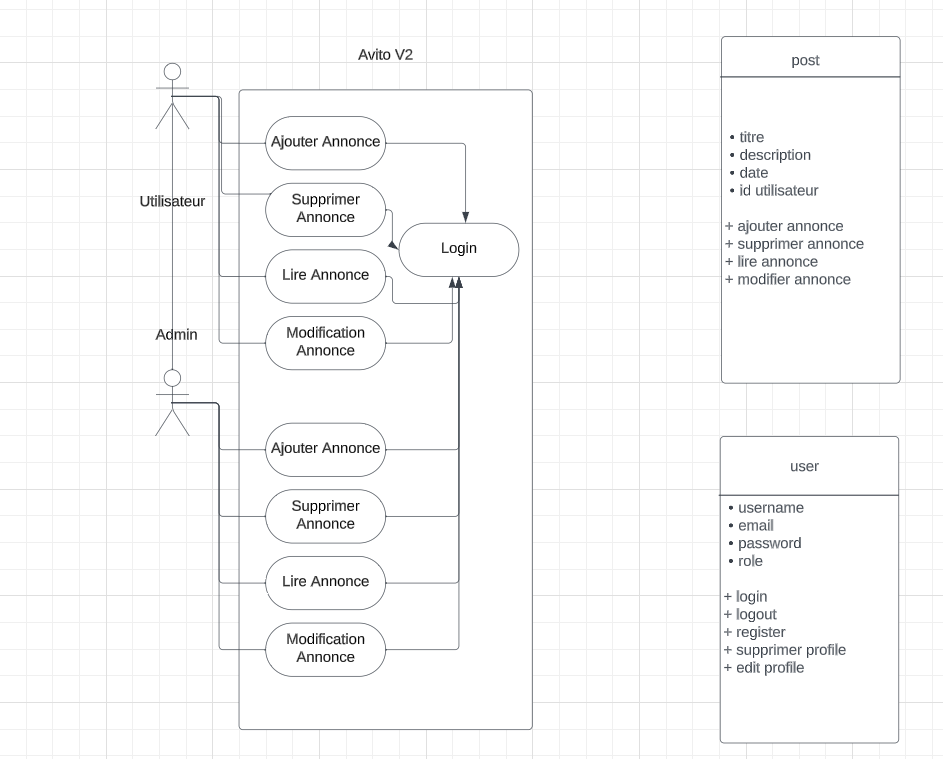 Avito V2
Utilisateur
Admin
Ajouter Annonce
Supprimer
Annonce
Lire Annonce
Modification
Annonce
Login
Ajouter Annonce
Supprimer
Annonce
Lire Annonce
Modification
Annonce
post
• titre
• description
• date
• id utilisateur
+ ajouter annonce
+ supprimer annonce
+ lire annonce
+ modifier annonce
user
• username
• email
• password
• role
+ login
+ logout
+ register
+ supprimer profile
+ edit profile